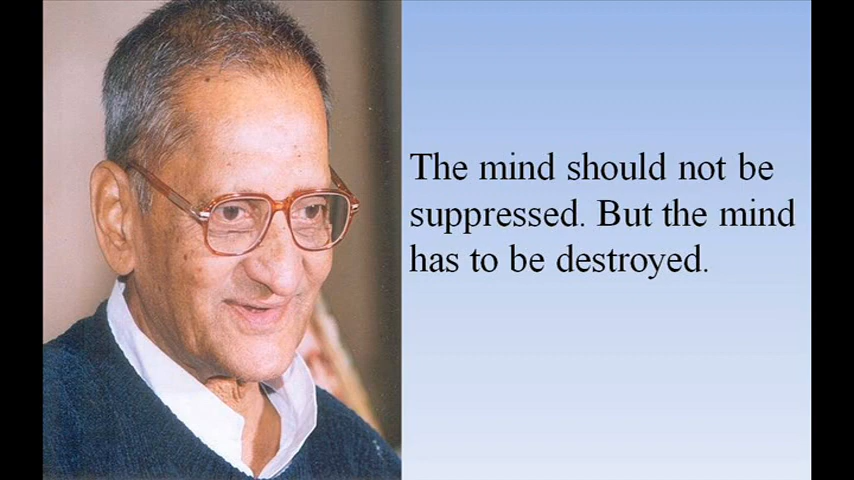 The mind should not be
suppressed. But the mind
has to be destroyed.